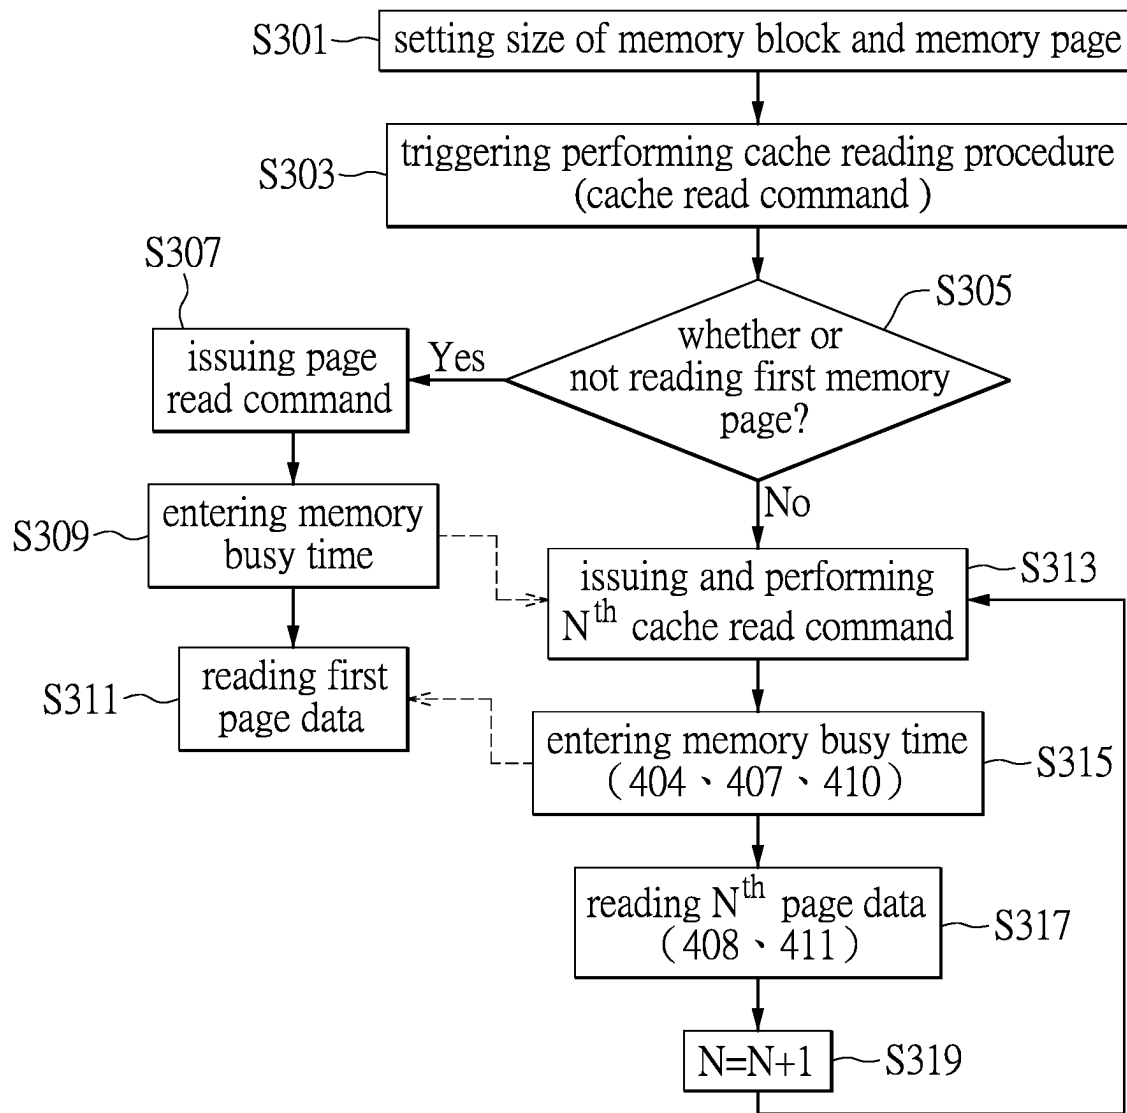 S301
setting size of memory block and memory page
S303
triggering performing cache reading procedure
(cache read command )
S307
S305
issuing page
read command
Yes
whether or
not reading first memory
page?
No
S309
entering memory
busy time
S313
issuing and performing
Nth cache read command
S311
reading first
page data
entering memory busy time
(404、407、410)
S315
reading Nth page data
(408、411)
S317
N=N+1
S319